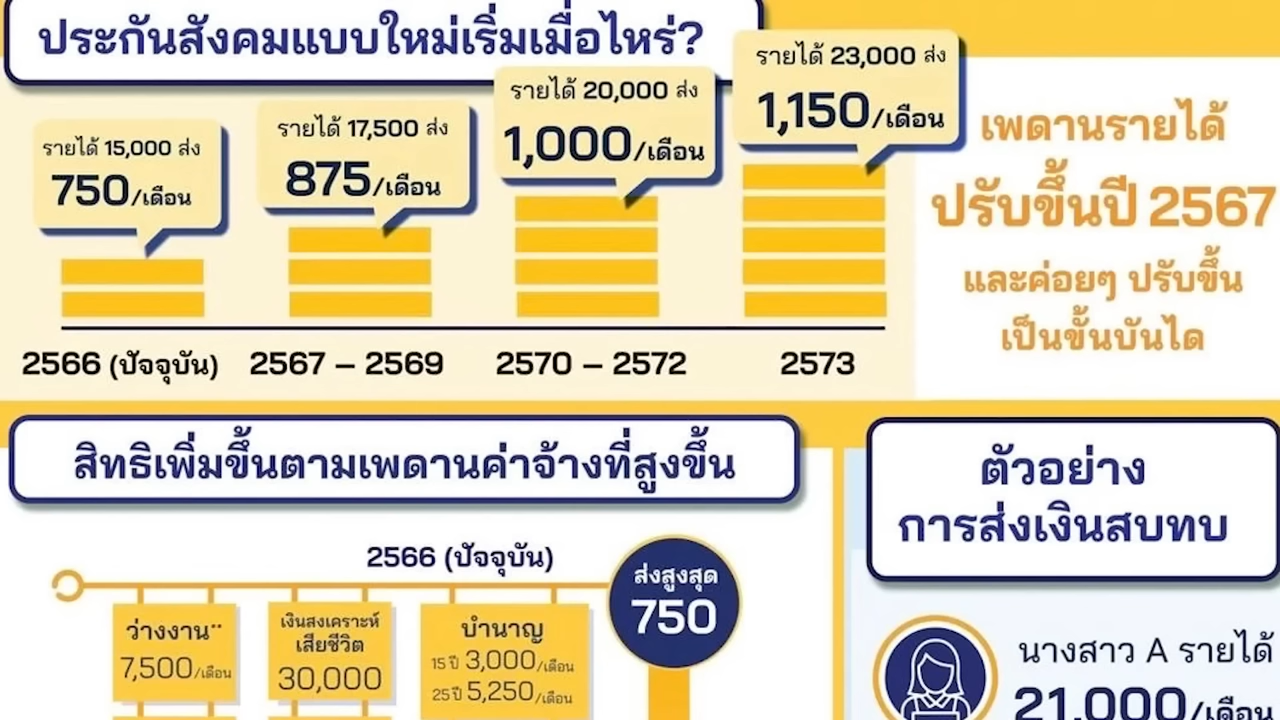 ประกันสังคมแบบใหม่เริ่มเมื่อไหร่?
รายได้ 15,000 ส่ง
750/เดือน
รายได้ 17,500 ส่ง
875/เดือน
รายได้ 20,000 ส่ง
1,000/เดือน
รายได้ 23,000 ส่ง
1,150/เดือน
2566 (ปัจจุบัน)
2567 – 2569
2570 – 2572
2573
เพดานรายได้
ปรับขึ้นปี 2567
และค่อยๆ ปรับขึ้น
เป็นขั้นบันได
สิทธิเพิ่มขึ้นตามเพดานค่าจ้างที่สูงขึ้น
2566 (ปัจจุบัน)
ว่างงาน**
7,500/เดือน
เงินสงเคราะห์
เสียชีวิต
30,000
บำนาญ
15 ปี 3,000/เดือน
25 ปี 5,250/เดือน
ส่งสูงสุด
750
ตัวอย่าง
การส่งเงินสบทบ
นางสาว A รายได้
21,000/เดือน